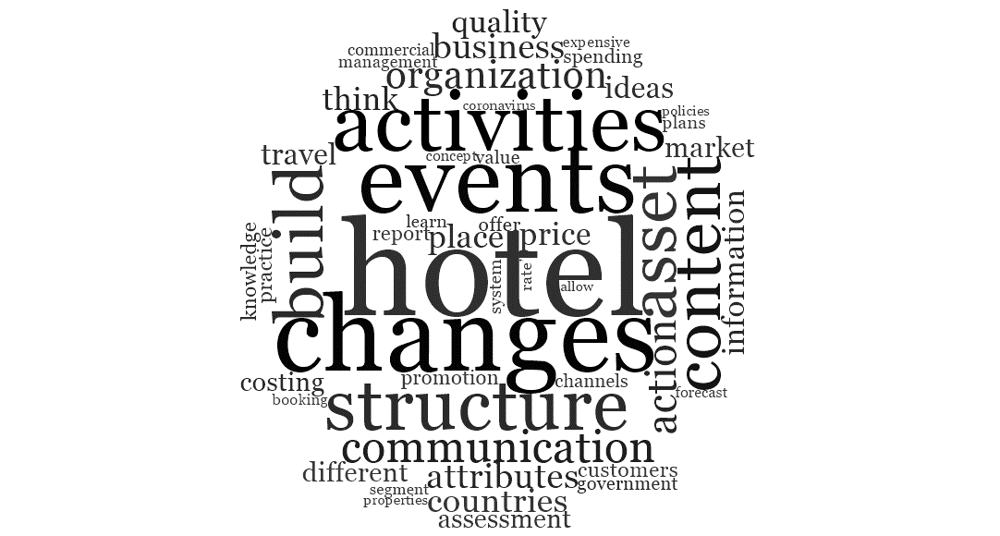 quality
commercial
business
expensive
management
spending
organization
ideas
think
coronavirus
policies
activities
plans
travel
concept
value
market
events
build
asset
content
information
knowledge
practice
learn
offer
report
place
price
hotel
system
rate
allow
changes
action
costing
promotion
channels
booking
forecast
structure
communication
different
attributes
customers
government
segment
properties
countries
assessment